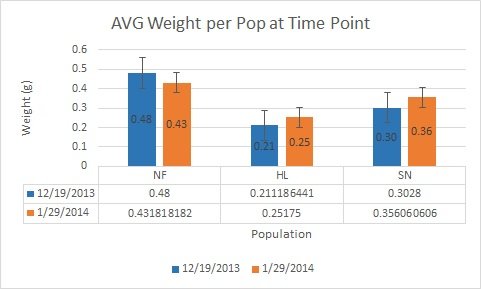 AVG Weight per Pop at Time Point
Weight (g)
0.6
0.5
0.4
0.3
0.2
0.1
0
0.48
0.43
0.21
0.25
0.30
0.36
NF HL SN
12/19/2013 0.48 0.211186441 0.3028
1/29/2014 0.431818182 0.25175 0.356060606
Population
12/19/2013 1/29/2014